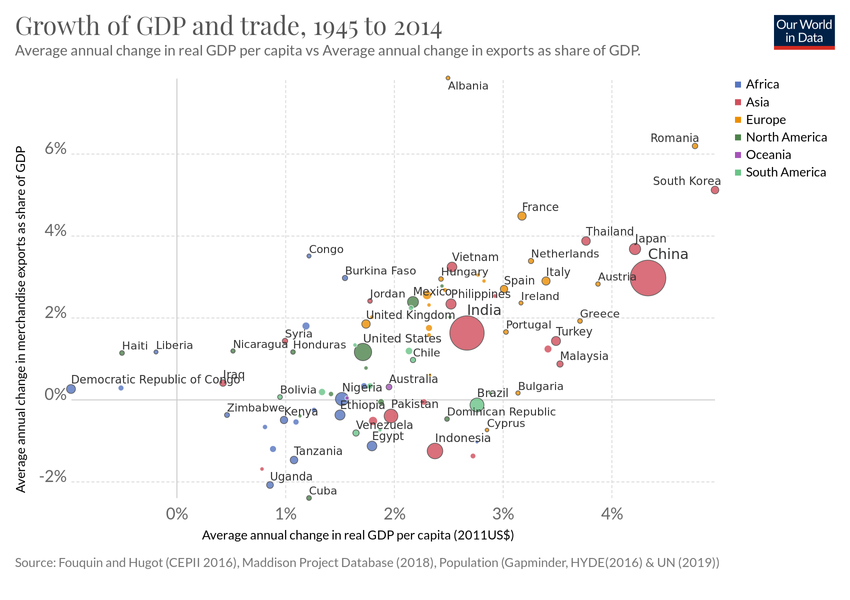 Growth of GDP and trade, 1945 to 2014
Average annual change in real GDP per capita vs Average annual change in exports as share of GDP.
Our World
in Data
Albania
Africa
Asia
Europe
North America
Oceania
South America
Romania
6%
South Korea
France
4%
Thailand
Japan
Congo
Netherlands
China
Vietnam
Burkina Faso
Hungary
Italy
Austria
Spain
Jordan
Mexico
Philippines
Ireland
2%
United Kingdom
India
Greece
Portugal
Syria
United States
Turkey
Haiti
Liberia
Nicaragua
Honduras
Chile
Malaysia
Democratic Republic of Congo
Iraq
Bolivia
Nigeria
Australia
Brazil
Bulgaria
0%
Zimbabwe
Kenya
Ethiopia
Pakistan
Dominican Republic
Venezuela
Cyprus
Egypt
Indonesia
Tanzania
-2%
Uganda
Cuba
0%
1%
2%
3%
4%
Average annual change in merchandise exports as share of GDP
Average annual change in real GDP per capita (2011US$)
Source: Fouquin and Hugot (CEPII 2016), Maddison Project Database (2018), Population (Gapminder, HYDE(2016) & UN (2019))